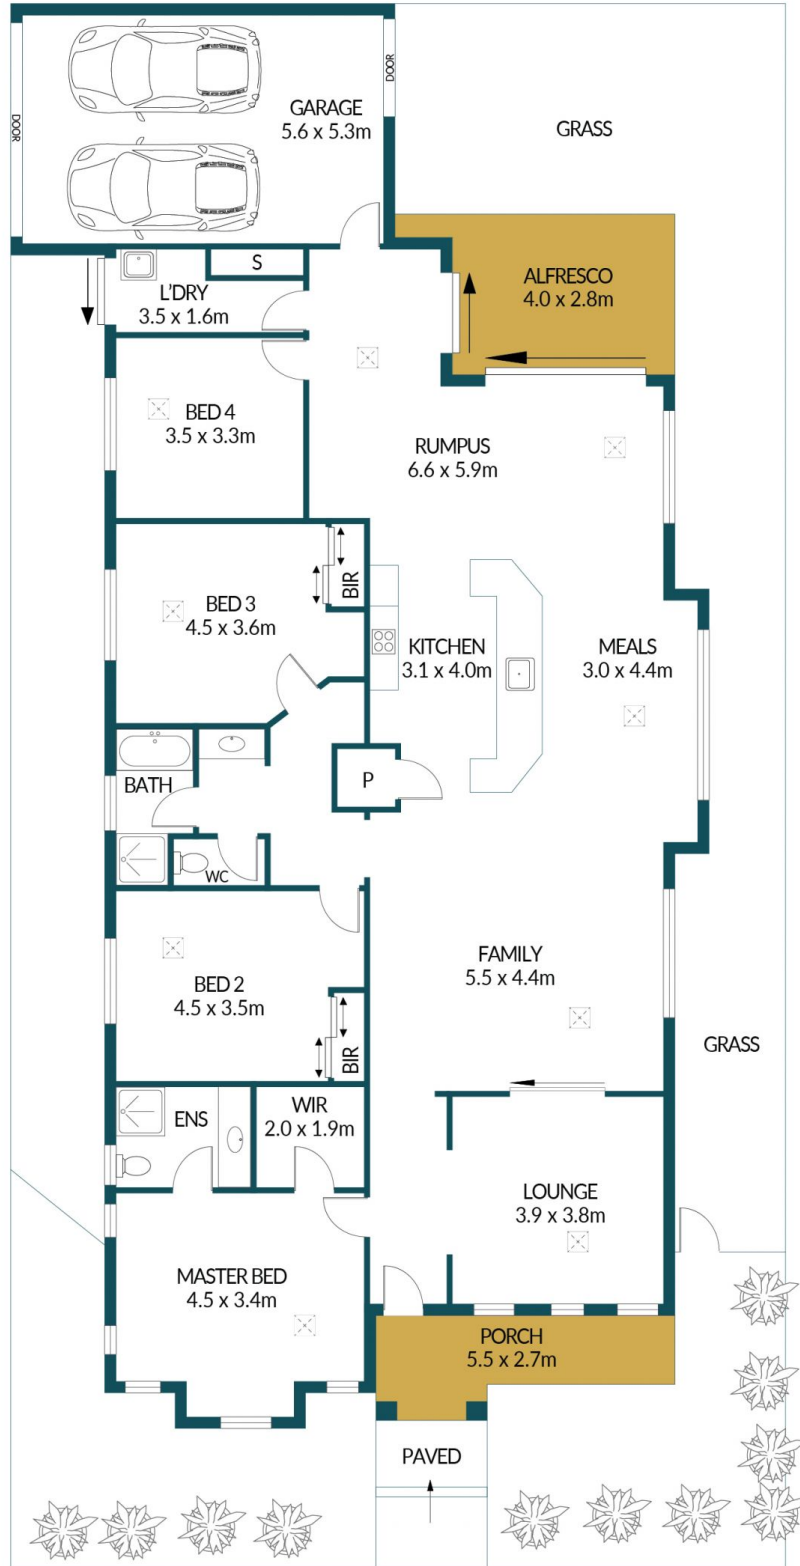 DOOR
DOOR
GARAGE
5.6 x 5.3m
GRASS
S
L'DRY
3.5 x 1.6m
ALFRESCO
4.0 x 2.8m
BED 4
3.5 x 3.3m
RUMPUS
6.6 x 5.9m
BIR
BED 3
4.5 x 3.6m
KITCHEN
3.1 x 4.0m
MEALS
3.0 x 4.4m
BATH
P
WC
FAMILY
5.5 x 4.4m
BED 2
4.5 x 3.5m
BIR
GRASS
ENS
WIR
2.0 x 1.9m
LOUNGE
3.9 x 3.8m
MASTER BED
4.5 x 3.4m
PORCH
5.5 x 2.7m
PAVED